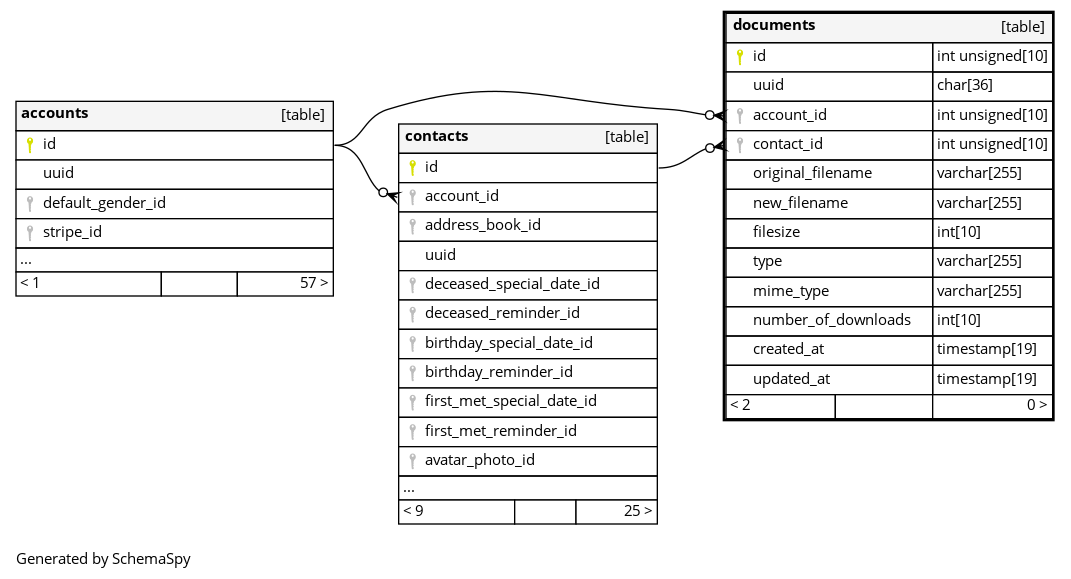 accounts [table]
id
uuid
default_gender_id
stripe_id
...
< 1 57 >
contacts [table]
id
account_id
address_book_id
uuid
deceased_special_date_id
deceased_reminder_id
birthday_special_date_id
birthday_reminder_id
first_met_special_date_id
first_met_reminder_id
avatar_photo_id
...
< 9 25 >
documents [table]
id int unsigned[10]
uuid char[36]
account_id int unsigned[10]
contact_id int unsigned[10]
original_filename varchar[255]
new_filename varchar[255]
filesize int[10]
type varchar[255]
mime_type varchar[255]
number_of_downloads int[10]
created_at timestamp[19]
updated_at timestamp[19]
< 2 0 >
Generated by SchemaSpy